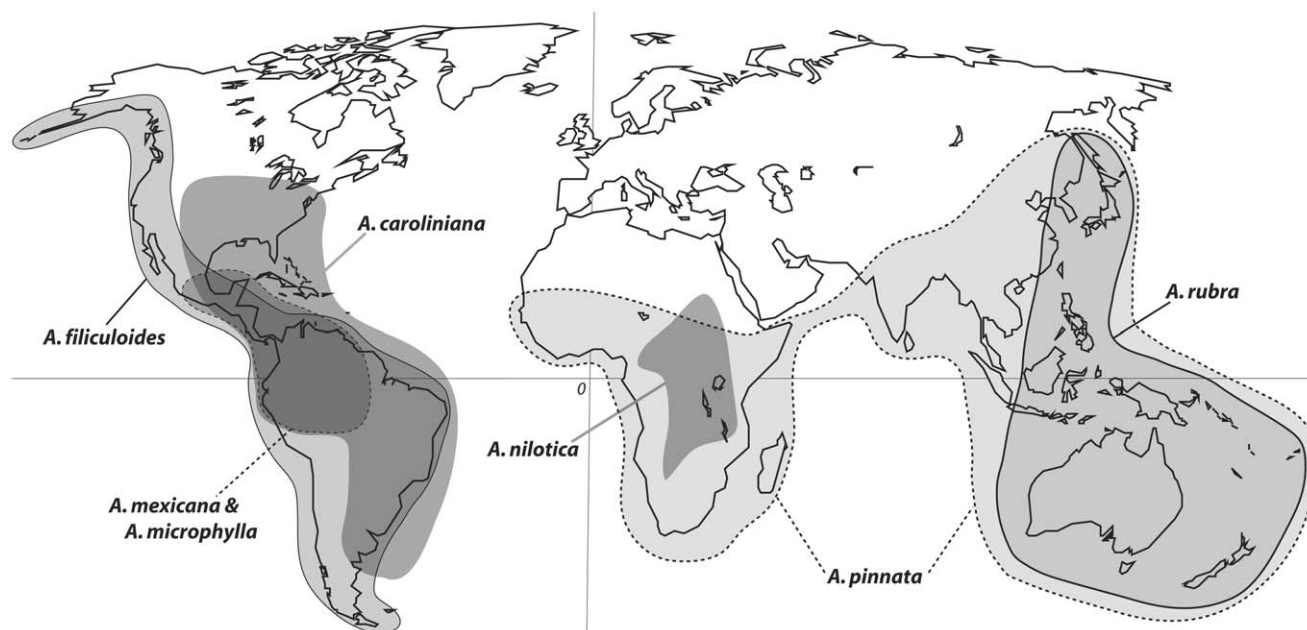 A. caroliniana
A. rubra
A. filiculoides
0
A. nilotica
A. mexicana &
A. microphylla
A. pinnata